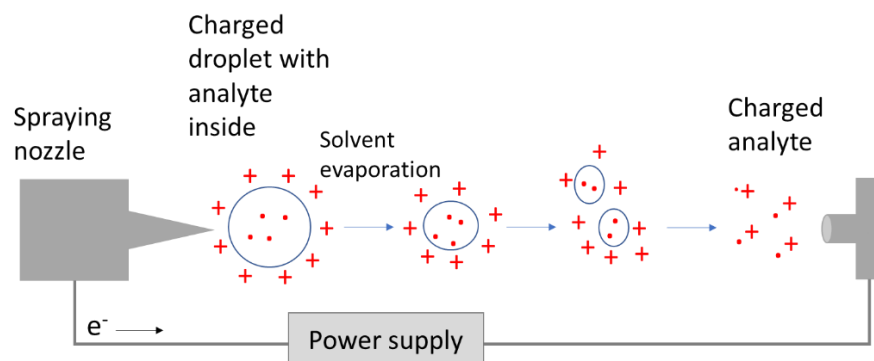 Spraying
nozzle
Charged
droplet with
analyte
inside
Solvent
evaporation
Charged
analyte
e-
Power supply